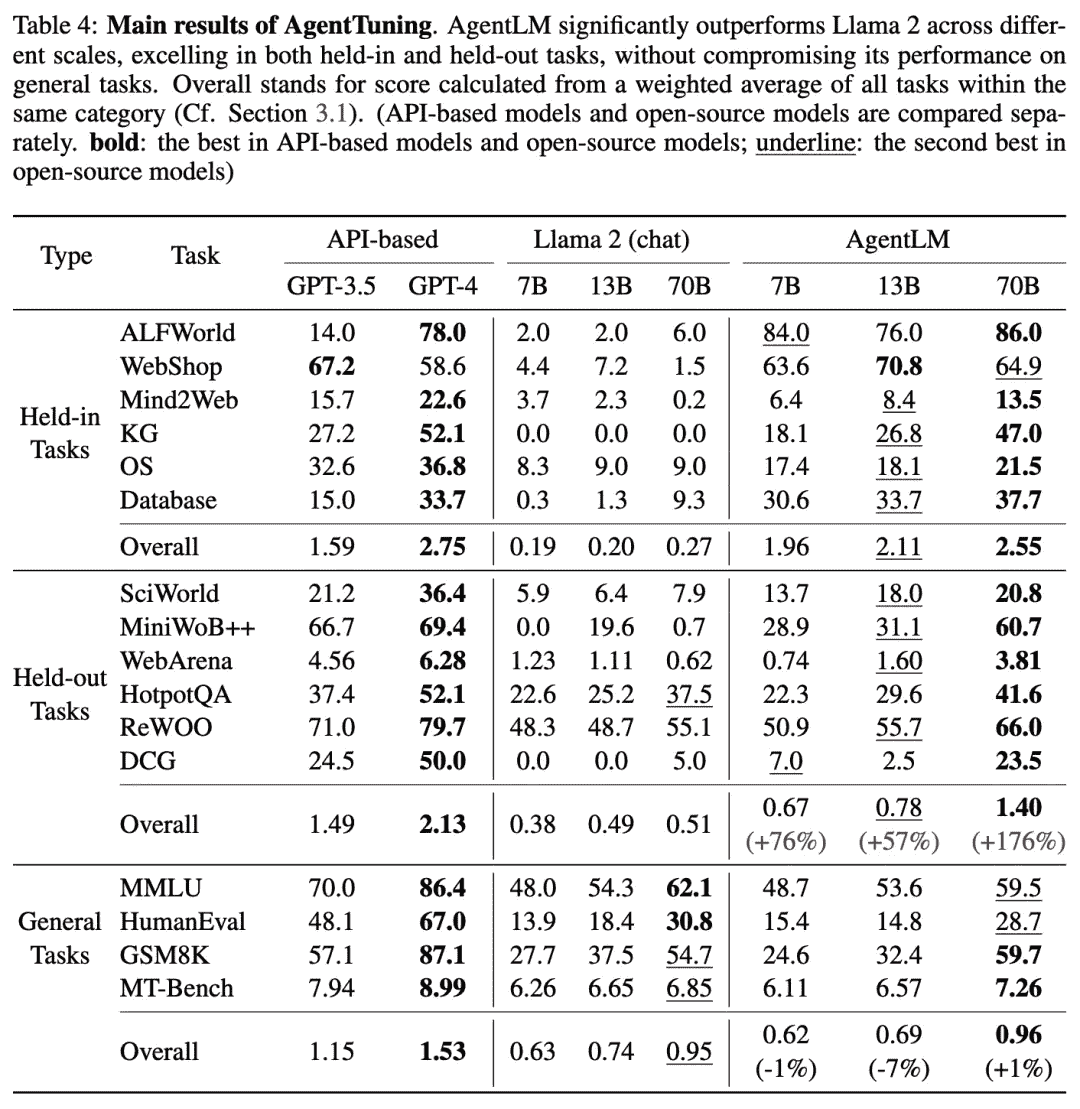 Table 4: Main results of AgentTuning. AgentLM significantly outperforms Llama 2 across differ-
ent scales, excelling in both held-in and held-out tasks, without compromising its performance on
general tasks. Overall stands for score calculated from a weighted average of all tasks within the
same category (Cf. Section 3.1). (API-based models and open-source models are compared sepa-
rately. bold: the best in API-based models and open-source models; underline: the second best in
open-source models)
Type Task API-based Llama 2 (chat) AgentLM
GPT-3.5 GPT-4 7B 13B 70B 7B 13B 70B
Held-in Tasks
ALFWorld 14.0 78.0 2.0 2.0 6.0 84.0 76.0 86.0
WebShop 67.2 58.6 4.4 7.2 1.5 63.6 70.8 64.9
Mind2Web 15.7 22.6 3.7 2.3 0.2 6.4 8.4 13.5
KG 27.2 52.1 0.0 0.0 0.0 18.1 26.8 47.0
OS 32.6 36.8 8.3 9.0 9.0 17.4 18.1 21.5
Database 15.0 33.7 0.3 1.3 9.3 30.6 33.7 37.7
Overall 1.59 2.75 0.19 0.20 0.27 1.96 2.11 2.55
Held-out Tasks
SciWorld 21.2 36.4 5.9 6.4 7.9 13.7 18.0 20.8
MiniWoB++ 66.7 69.4 0.0 19.6 0.7 28.9 31.1 60.7
WebArena 4.56 6.28 1.23 1.11 0.62 0.74 1.60 3.81
HotpotQA 37.4 52.1 22.6 25.2 37.5 22.3 29.6 41.6
ReWOO 71.0 79.7 48.3 48.7 55.1 50.9 55.7 66.0
DCG 24.5 50.0 0.0 0.0 5.0 7.0 2.5 23.5
Overall 1.49 2.13 0.38 0.49 0.51 0.67 0.78 1.40
(+76%) (+57%) (+176%)
General Tasks
MMLU 70.0 86.4 48.0 54.3 62.1 48.7 53.6 59.5
HumanEval 48.1 67.0 13.9 18.4 30.8 15.4 14.8 28.7
GSM8K 57.1 87.1 27.7 37.5 54.7 24.6 32.4 59.7
MT-Bench 7.94 8.99 6.26 6.65 6.85 6.11 6.57 7.26
Overall 1.15 1.53 0.63 0.74 0.95 0.62 0.69 0.96
(-1%) (-7%) (+1%)